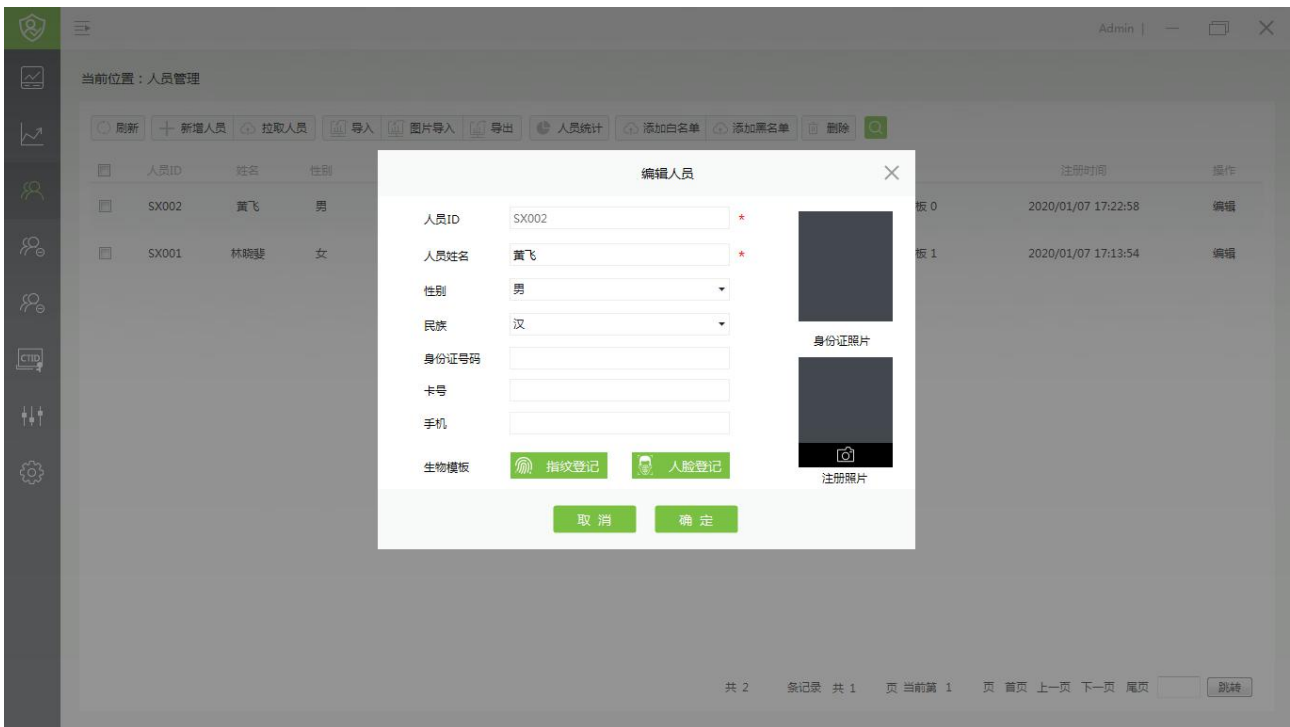 Admin |
当前位置：人员管理
刷新 新增人员 拉取人员 导入 图片导入 导出 人员统计 添加白名单 添加黑名单 删除
人员ID 姓名 性别 注册时间 操作
SX002 黄飞 男 板 0 2020/01/07 17:22:58 编辑
SX001 林晓斐 女 板 1 2020/01/07 17:13:54 编辑
CTID
编辑人员
人员ID SX002 *
人员姓名 黄飞 *
性别 男
民族 汉
身份证号码
卡号
手机
生物模板 指纹登记 人脸登记
身份证照片
注册照片
取消 确定
共 2 条记录 共 1 页 当前第 1 页 首页 上一页 下一页 尾页 跳转